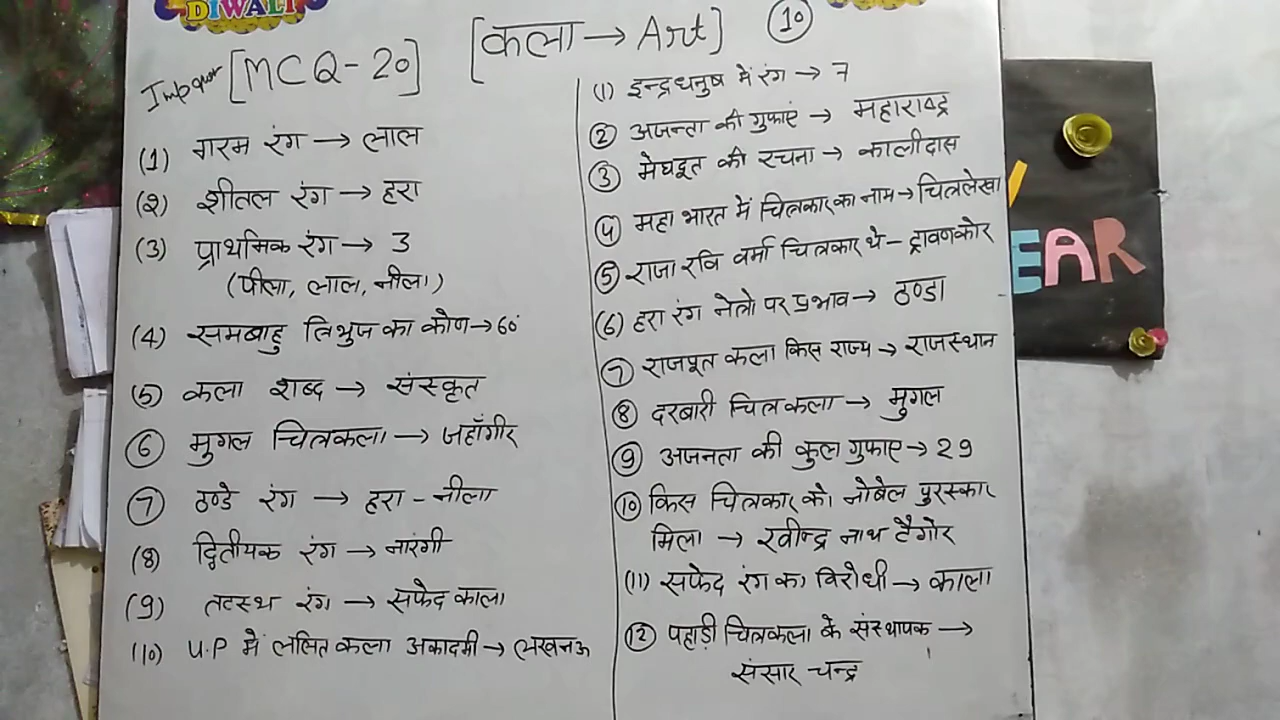 DIWALI
[कला → Art] 10
Imp ques [MCQ-20]
(1) गरम रंग → लाल
(2) शीतल रंग → हरा
(3) प्राथमिक रंग → 3
(पीला, लाल, नीला)
(4) समबाहु त्रिभुज का कोण → 60°
(5) कला शब्द → संस्कृत
6 मुगल चित्रकला → जहाँगीर
7 ठण्डे रंग → हरा - नीला
(8) द्वितीयक रंग → नारंगी
(9) तटस्थ रंग → सफेद काला
(10) U.P में ललित कला अकादमी → लखनऊ
(1) इन्द्रधनुष में रंग → 7
2 अजन्ता की गुफाएं → महाराष्ट्र
3 मेघदूत की रचना → कालीदास
4 महा भारत में चित्रकार का नाम → चित्रलेखा
5 राजा रवि वर्मा चित्रकार थे - ट्रावणकोर
(6) हरा रंग नेत्रो पर प्रभाव → ठण्डा
7 राजपूत कला किस राज्य → राजस्थान
8 दरबारी चित्रकला → मुगल
9 अजनता की कुल गुफाए → 29
10 किस चित्रकार को नोबेल पुरस्कार
मिला → रवीन्द्र नाथ टैगोर
(11) सफेद रंग का विरोधी → काला
12 पहाड़ी चित्रकला के संस्थापक →
संसार चन्द्र
EAR